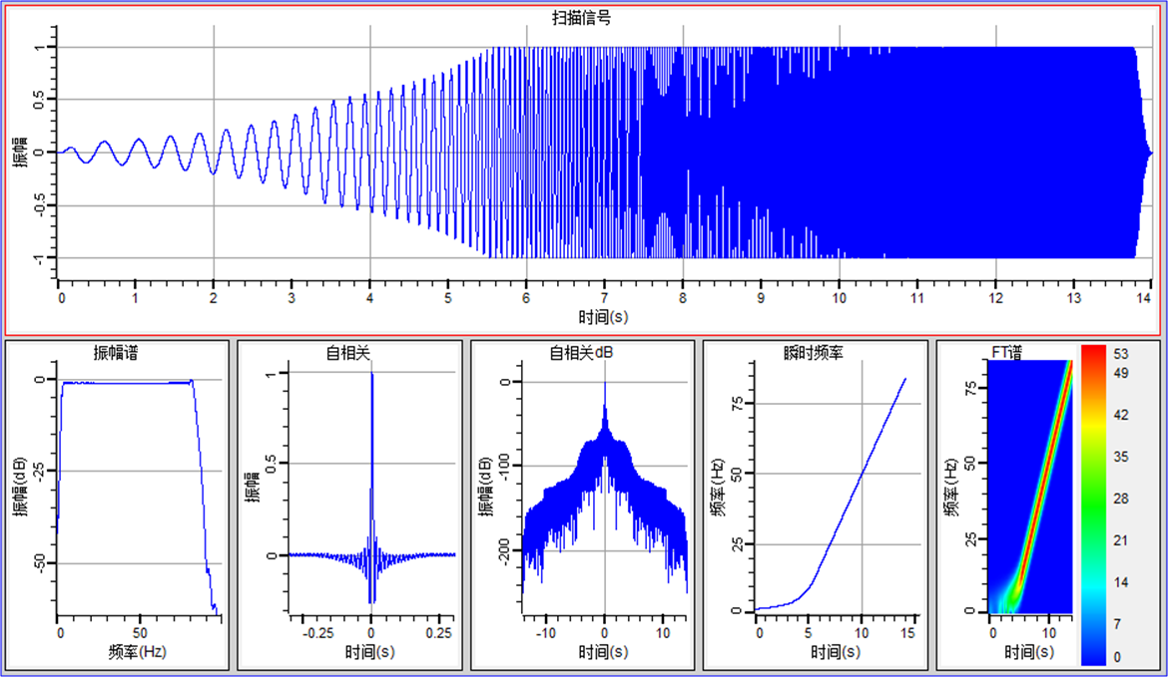 扫描信号
振幅
1
0.5
0
-0.5
-1
0 1 2 3 4 5 6 7 8 9 10 11 12 13 14
时间(s)
振幅谱
振幅(dB)
0
-25
-50
0 50
频率(Hz)
自相关
振幅
1
0.5
0
-0.25 0 0.25
时间(s)
自相关dB
振幅(dB)
0
-100
-200
-10 0 10
时间(s)
瞬时频率
频率(Hz)
75
50
25
0
0 5 10 15
时间(s)
FT谱
频率(Hz)
75
50
25
0
0 10
时间(s)
53
49
42
35
28
21
14
7
0